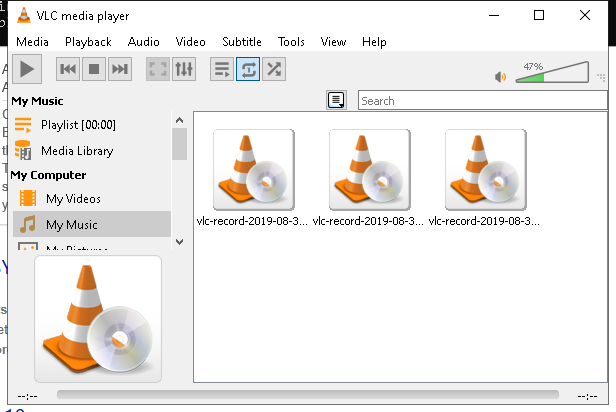 VLC media player
Media Playback Audio Video Subtitle Tools View Help
47%
My Music
Search
Playlist [00:00]
Media Library
My Computer
My Videos
My Music
My Pictures
vlc-record-2019-08-3... vlc-record-2019-08-3... vlc-record-2019-08-3...
--:-- --:--